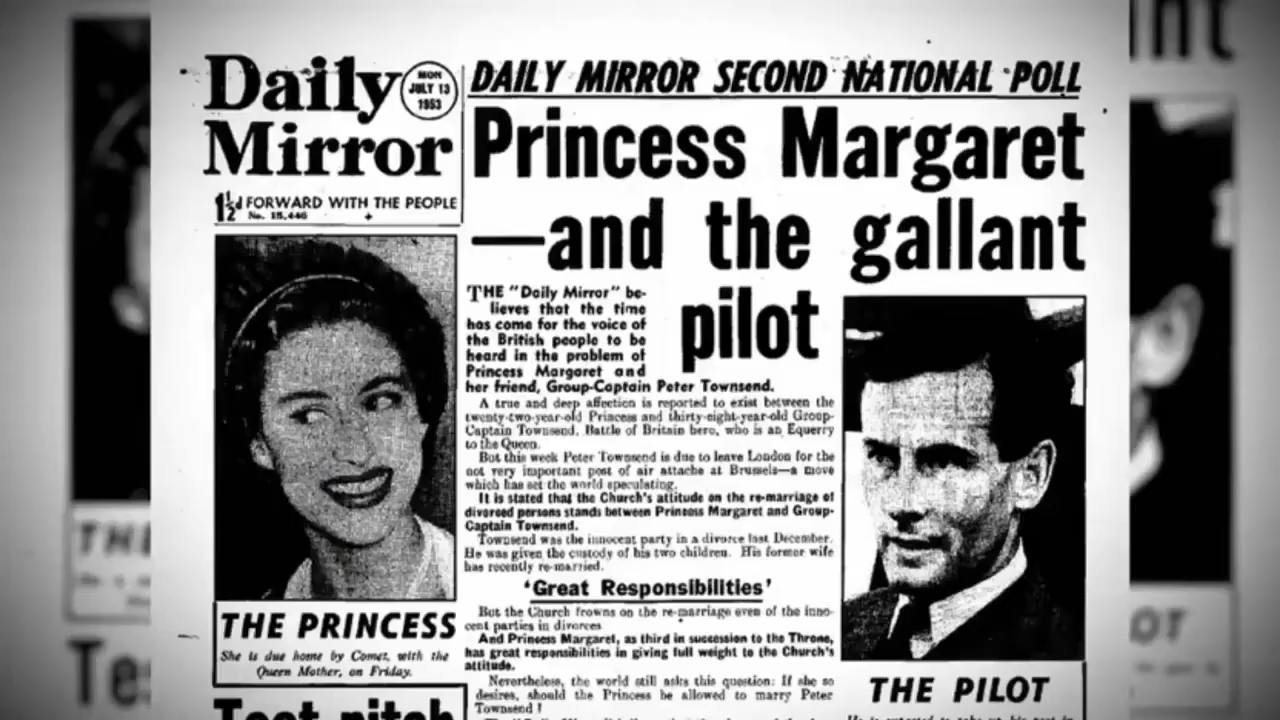 Daily
Mirror
MON
JULY 13
1953
1½d FORWARD WITH THE PEOPLE
No. 15,446
DAILY MIRROR SECOND NATIONAL POLL
Princess Margaret
—and the gallant
pilot
THE "Daily Mirror" be-
lieves that the time
has come for the voice of
the British people to be
heard in the problem of
Princess Margaret and
her friend, Group-Captain Peter Townsend.
A true and deep affection is reported to exist between the
twenty-two-year-old Princess and thirty-eight-year-old Group-
Captain Townsend, Battle of Britain hero, who is an Equerry
to the Queen.
But this week Peter Townsend is due to leave London for the
not very important post of air attache at Brussels—a move
which has set the world speculating.
It is stated that the Church's attitude on the re-marriage of
divorced persons stands between Princess Margaret and Group-
Captain Townsend.
Townsend was the innocent party in a divorce last December.
He was given the custody of his two children. His former wife
has recently re-married.
'Great Responsibilities'
But the Church frowns on the re-marriage even of the inno-
cent parties in divorces
And Princess Margaret, as third in succession to the Throne,
has great responsibilities in giving full weight to the Church's
attitude.
Nevertheless, the world still asks this question: If she so
desires, should the Princess be allowed to marry Peter
Townsend?
THE PRINCESS
She is due home by Comet, with the
Queen Mother, on Friday.
THE PILOT